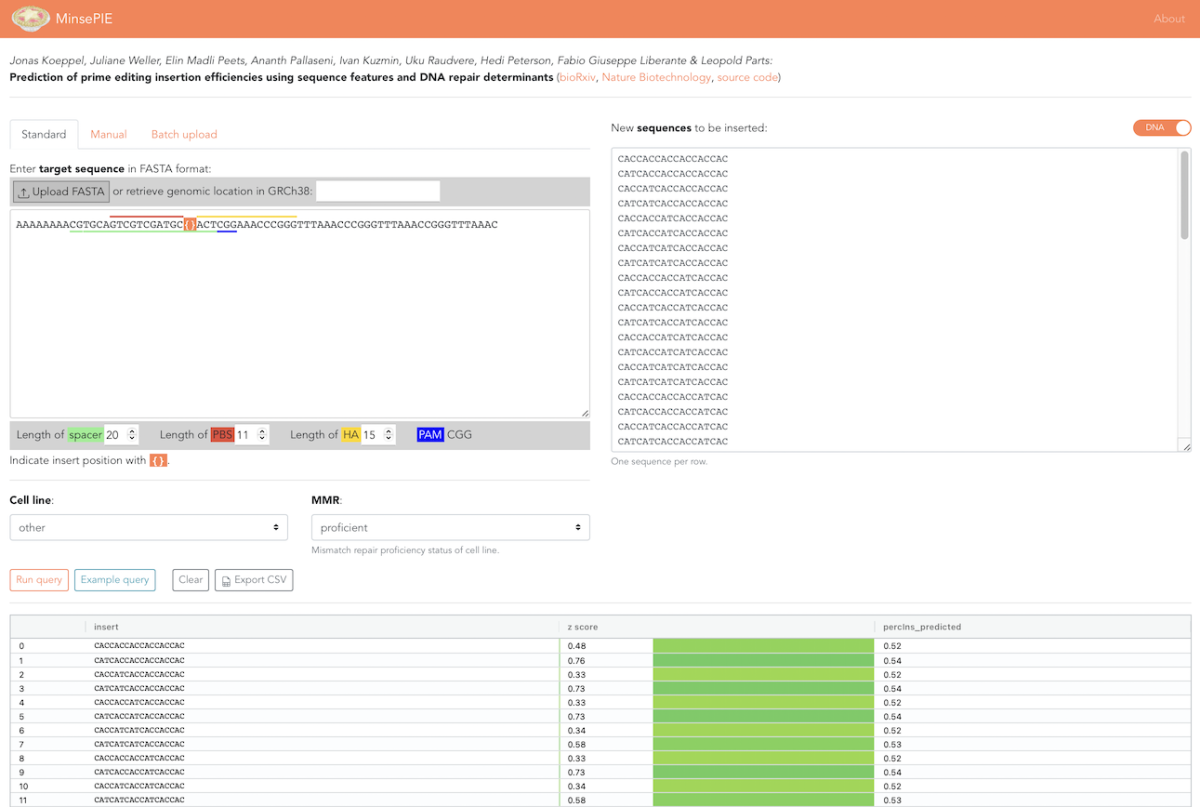 MinsePIE
About
Jonas Koeppel, Juliane Weller, Elin Madli Peets, Ananth Pallaseni, Ivan Kuzmin, Uku Raudvere, Hedi Peterson, Fabio Giuseppe Liberante & Leopold Parts:
Prediction of prime editing insertion efficiencies using sequence features and DNA repair determinants (bioRxiv, Nature Biotechnology, source code)
Standard Manual Batch upload
Enter target sequence in FASTA format:
Upload FASTA or retrieve genomic location in GRCh38:
AAAAAAAACGTGCAGTCGTCGATGC{}ACTCGGAAACCCGGGTTTAAACCCGGGTTTAAACCGGGTTTAAAC
Length of spacer 20 Length of PBS 11 Length of HA 15 PAM CGG
Indicate insert position with {}.
New sequences to be inserted:
DNA
CACCACCACCACCACCAC
CATCACCACCACCACCAC
CACCATCACCACCACCAC
CATCATCACCACCACCAC
CACCACCATCACCACCAC
CATCACCATCACCACCAC
CACCATCATCACCACCAC
CATCATCATCACCACCAC
CACCACCACCATCACCAC
CATCACCACCATCACCAC
CACCATCACCATCACCAC
CATCATCACCATCACCAC
CACCACCATCATCACCAC
CATCACCATCATCACCAC
CACCATCATCATCACCAC
CATCATCATCATCACCAC
CACCACCACCACCATCAC
CATCACCACCACCATCAC
CACCATCACCACCATCAC
CATCATCACCACCATCAC
One sequence per row.
Cell line: MMR:
other proficient
Mismatch repair proficiency status of cell line.
Run query Example query Clear Export CSV
insert z score percIns_predicted
0 CACCACCACCACCACCAC 0.48 0.52
1 CATCACCACCACCACCAC 0.76 0.54
2 CACCATCACCACCACCAC 0.33 0.52
3 CATCATCACCACCACCAC 0.73 0.54
4 CACCACCATCACCACCAC 0.33 0.52
5 CATCACCATCACCACCAC 0.73 0.54
6 CACCATCATCACCACCAC 0.34 0.52
7 CATCATCATCACCACCAC 0.58 0.53
8 CACCACCACCATCACCAC 0.33 0.52
9 CATCACCACCATCACCAC 0.73 0.54
10 CACCATCACCATCACCAC 0.34 0.52
11 CATCATCACCATCACCAC 0.58 0.53